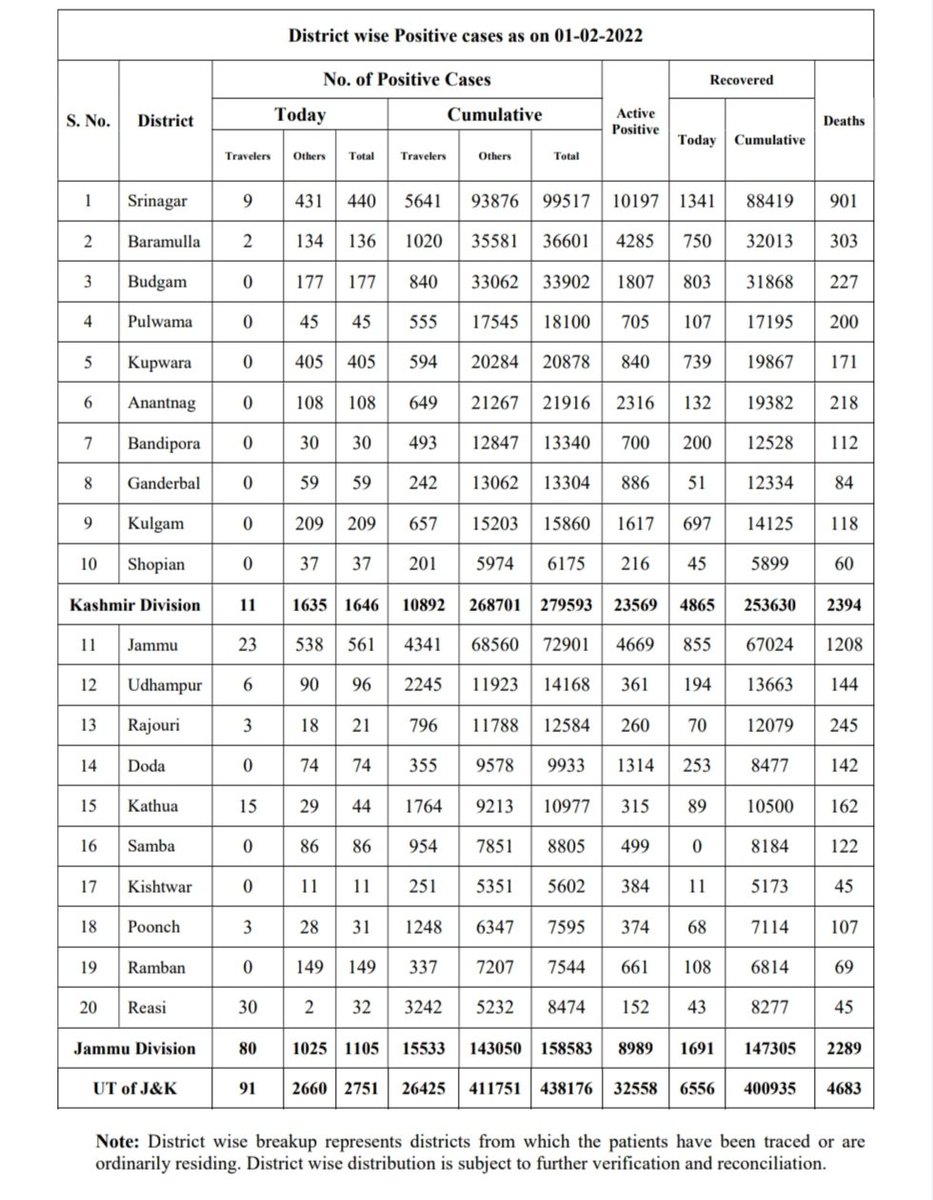 District wise Positive cases as on 01-02-2022
S. No. District No. of Positive Cases Active Positive Recovered Deaths
Today Cumulative Today Cumulative
Travelers Others Total Travelers Others Total
1 Srinagar 9 431 440 5641 93876 99517 10197 1341 88419 901
2 Baramulla 2 134 136 1020 35581 36601 4285 750 32013 303
3 Budgam 0 177 177 840 33062 33902 1807 803 31868 227
4 Pulwama 0 45 45 555 17545 18100 705 107 17195 200
5 Kupwara 0 405 405 594 20284 20878 840 739 19867 171
6 Anantnag 0 108 108 649 21267 21916 2316 132 19382 218
7 Bandipora 0 30 30 493 12847 13340 700 200 12528 112
8 Ganderbal 0 59 59 242 13062 13304 886 51 12334 84
9 Kulgam 0 209 209 657 15203 15860 1617 697 14125 118
10 Shopian 0 37 37 201 5974 6175 216 45 5899 60
Kashmir Division 11 1635 1646 10892 268701 279593 23569 4865 253630 2394
11 Jammu 23 538 561 4341 68560 72901 4669 855 67024 1208
12 Udhampur 6 90 96 2245 11923 14168 361 194 13663 144
13 Rajouri 3 18 21 796 11788 12584 260 70 12079 245
14 Doda 0 74 74 355 9578 9933 1314 253 8477 142
15 Kathua 15 29 44 1764 9213 10977 315 89 10500 162
16 Samba 0 86 86 954 7851 8805 499 0 8184 122
17 Kishtwar 0 11 11 251 5351 5602 384 11 5173 45
18 Poonch 3 28 31 1248 6347 7595 374 68 7114 107
19 Ramban 0 149 149 337 7207 7544 661 108 6814 69
20 Reasi 30 2 32 3242 5232 8474 152 43 8277 45
Jammu Division 80 1025 1105 15533 143050 158583 8989 1691 147305 2289
UT of J&K 91 2660 2751 26425 411751 438176 32558 6556 400935 4683
Note: District wise breakup represents districts from which the patients have been traced or are
ordinarily residing. District wise distribution is subject to further verification and reconciliation.